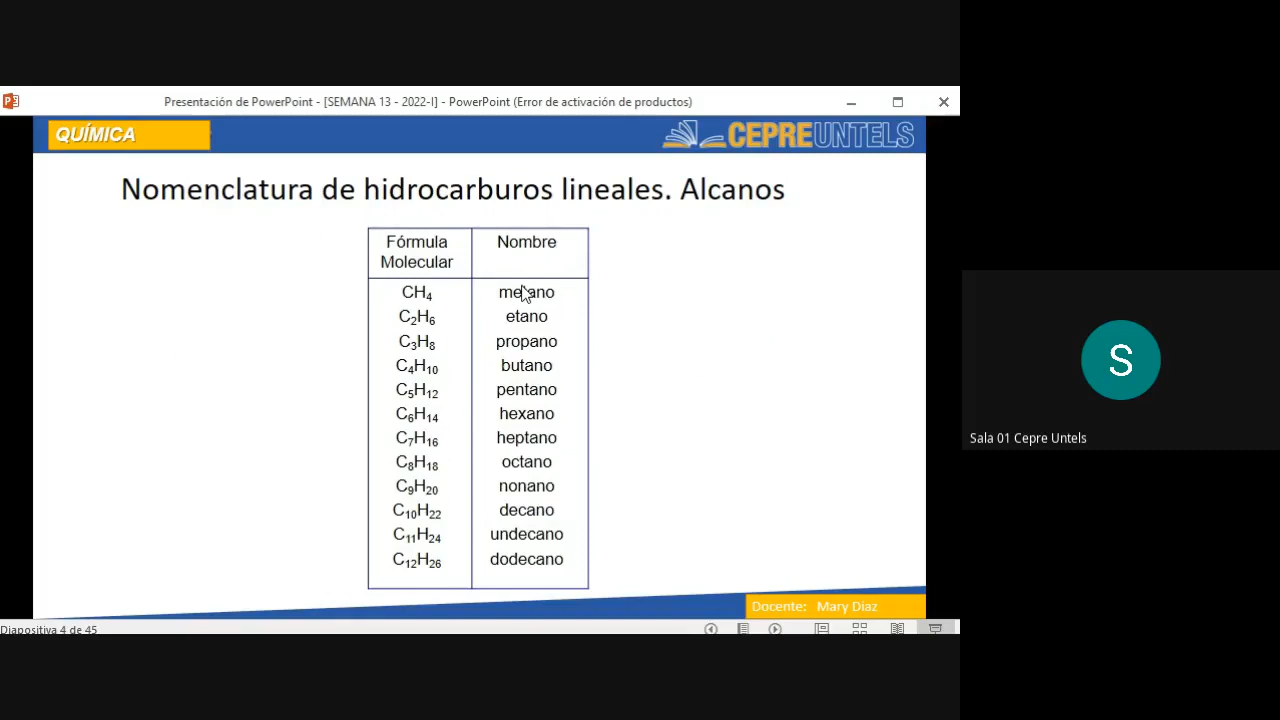 Presentación de PowerPoint - [SEMANA 13 - 2022-I] - PowerPoint (Error de activación de productos)
QUÍMICA
CEPREUNTELS
Nomenclatura de hidrocarburos lineales. Alcanos
Fórmula Molecular Nombre
CH₄ metano
C₂H₆ etano
C₃H₈ propano
C₄H₁₀ butano
C₅H₁₂ pentano
C₆H₁₄ hexano
C₇H₁₆ heptano
C₈H₁₈ octano
C₉H₂₀ nonano
C₁₀H₂₂ decano
C₁₁H₂₄ undecano
C₁₂H₂₆ dodecano
Docente: Mary Diaz
Diapositiva 4 de 45
S
Sala 01 Cepre Untels